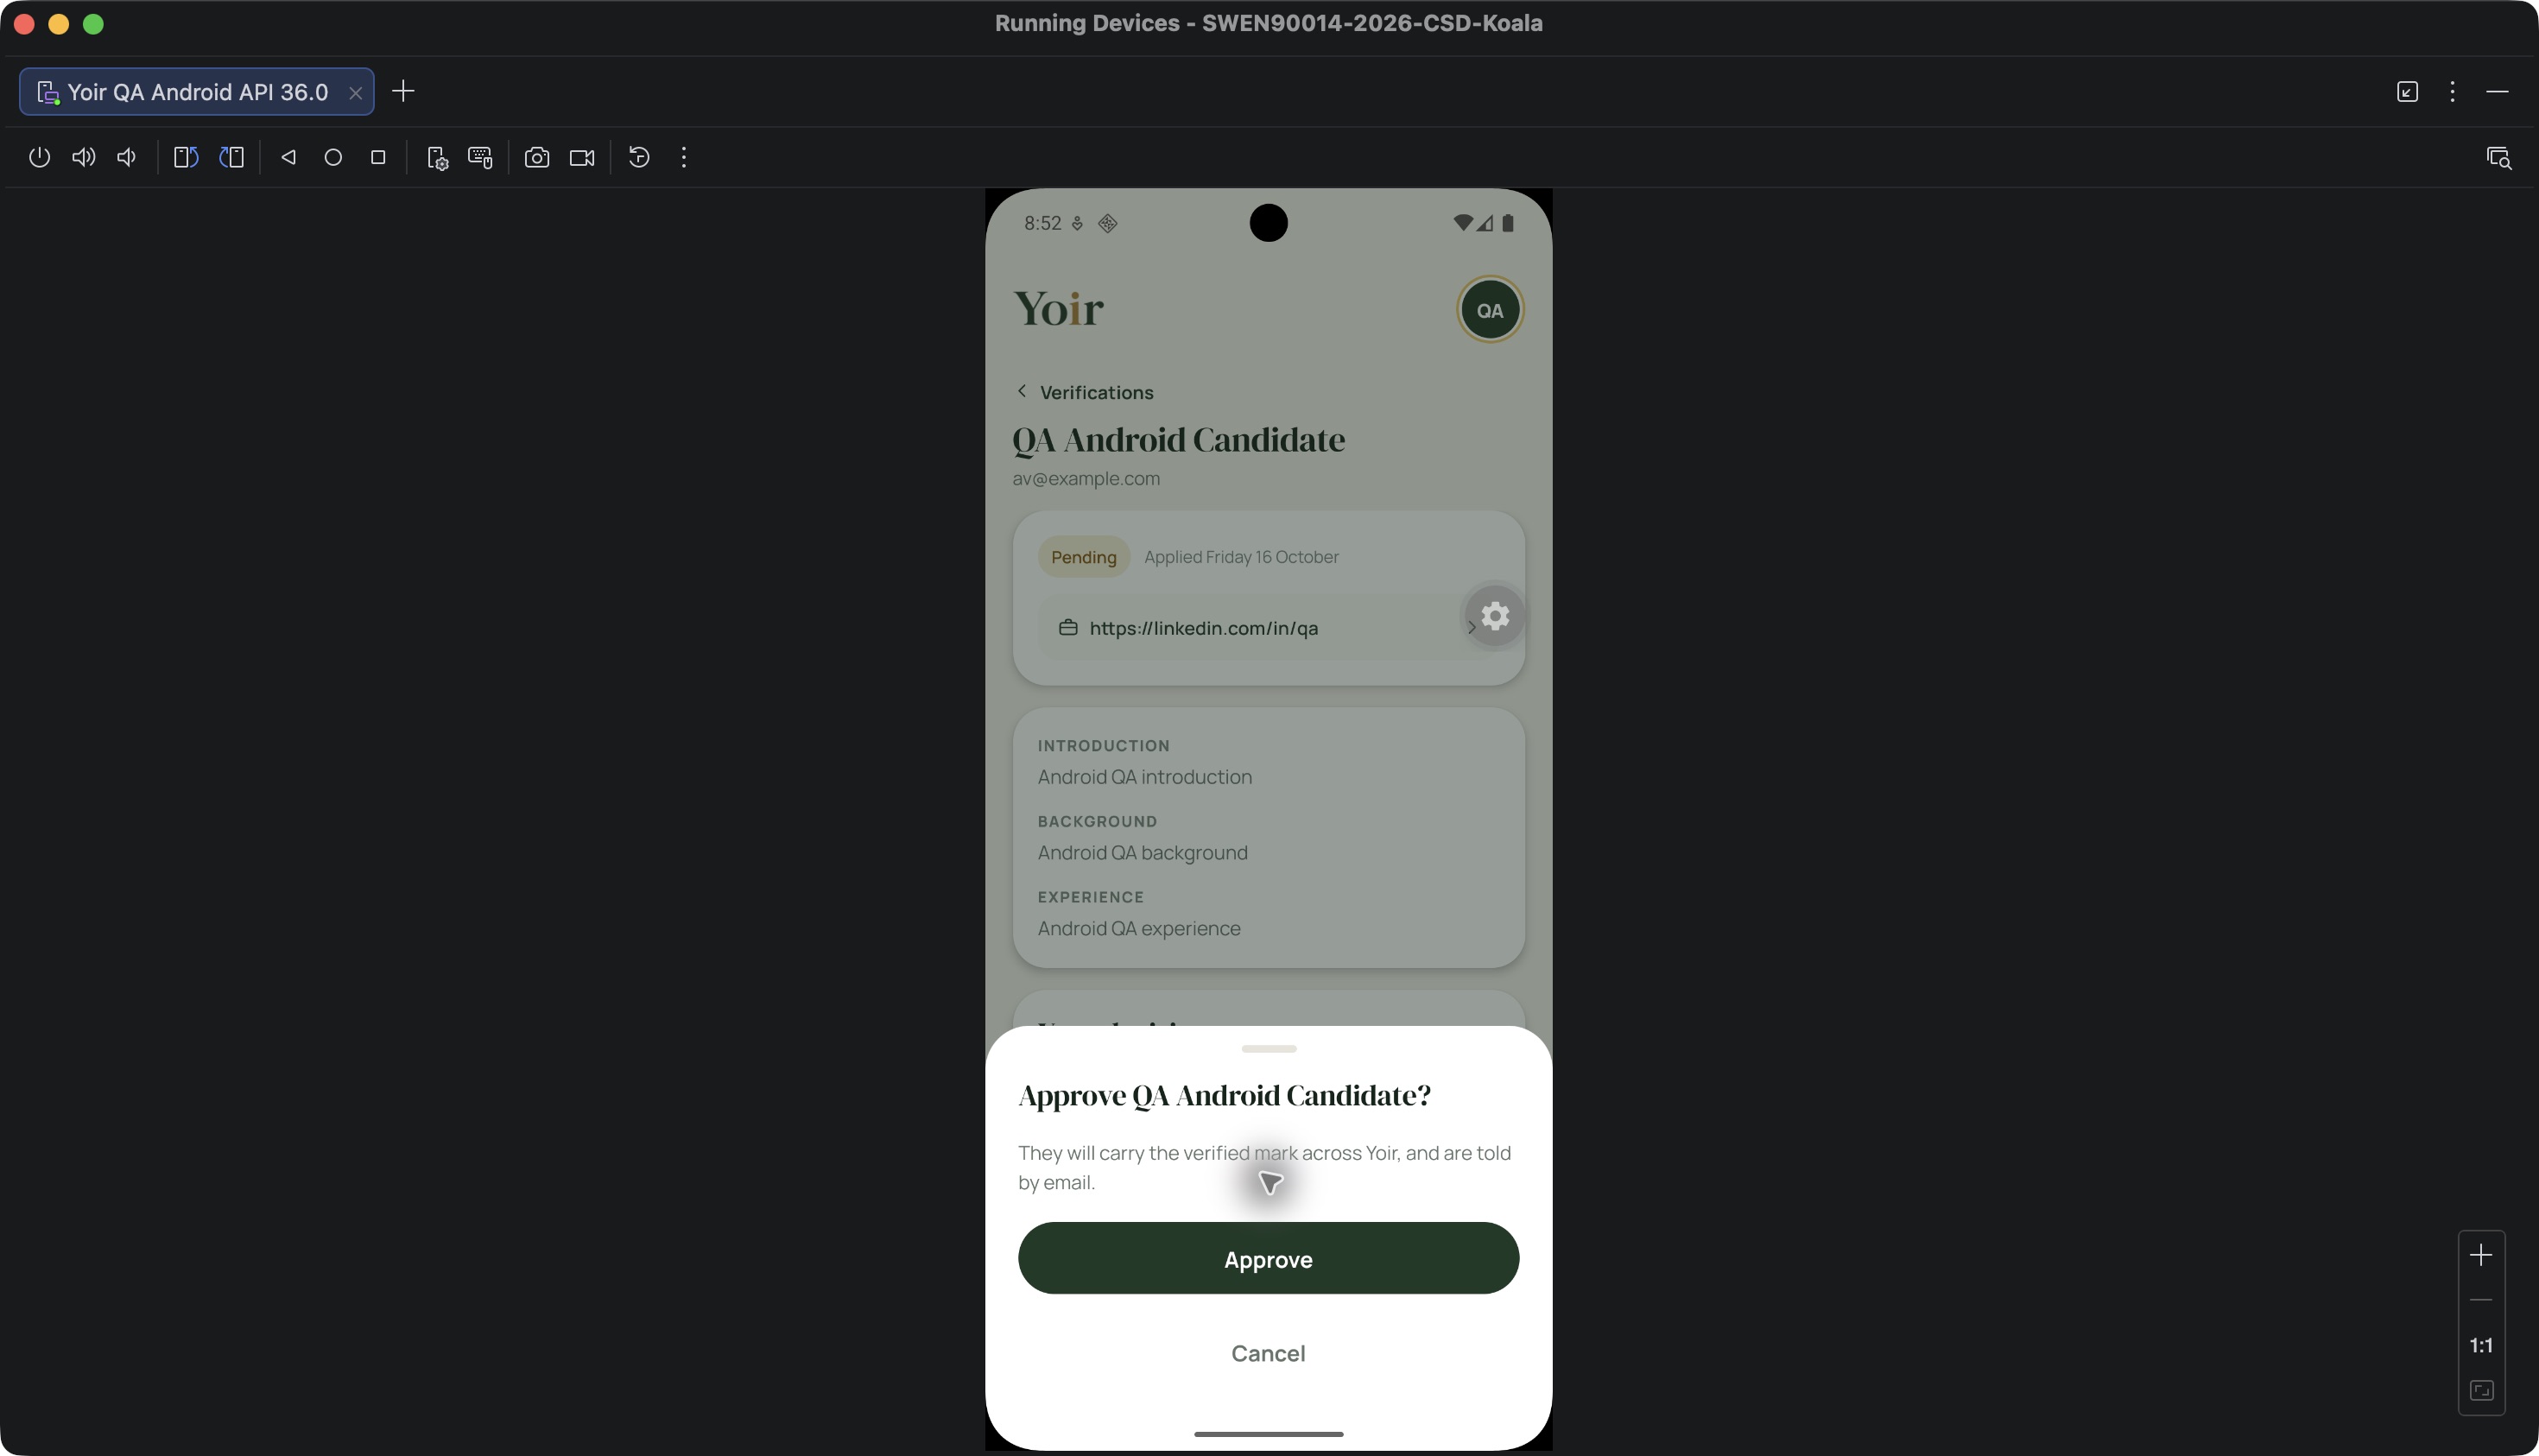 Running Devices - SWEN90014-2026-CSD-Koala
Yoir QA Android API 36.0
8:52
Yoir
QA
Verifications
QA Android Candidate
av@example.com
Pending
Applied Friday 16 October
https://linkedin.com/in/qa
INTRODUCTION
Android QA introduction
BACKGROUND
Android QA background
EXPERIENCE
Android QA experience
Approve QA Android Candidate?
They will carry the verified mark across Yoir, and are told
by email.
Approve
Cancel
1:1